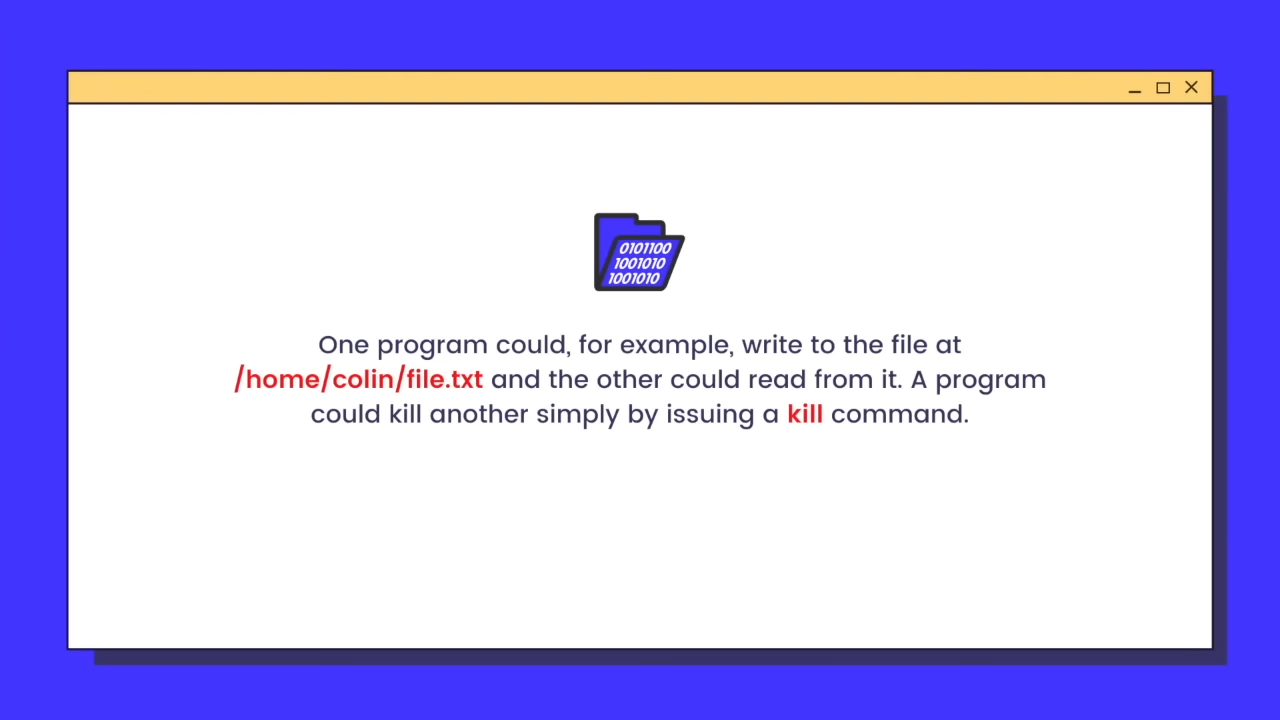 0101100
1001010
1001010
One program could, for example, write to the file at
/home/colin/file.txt and the other could read from it. A program
could kill another simply by issuing a kill command.